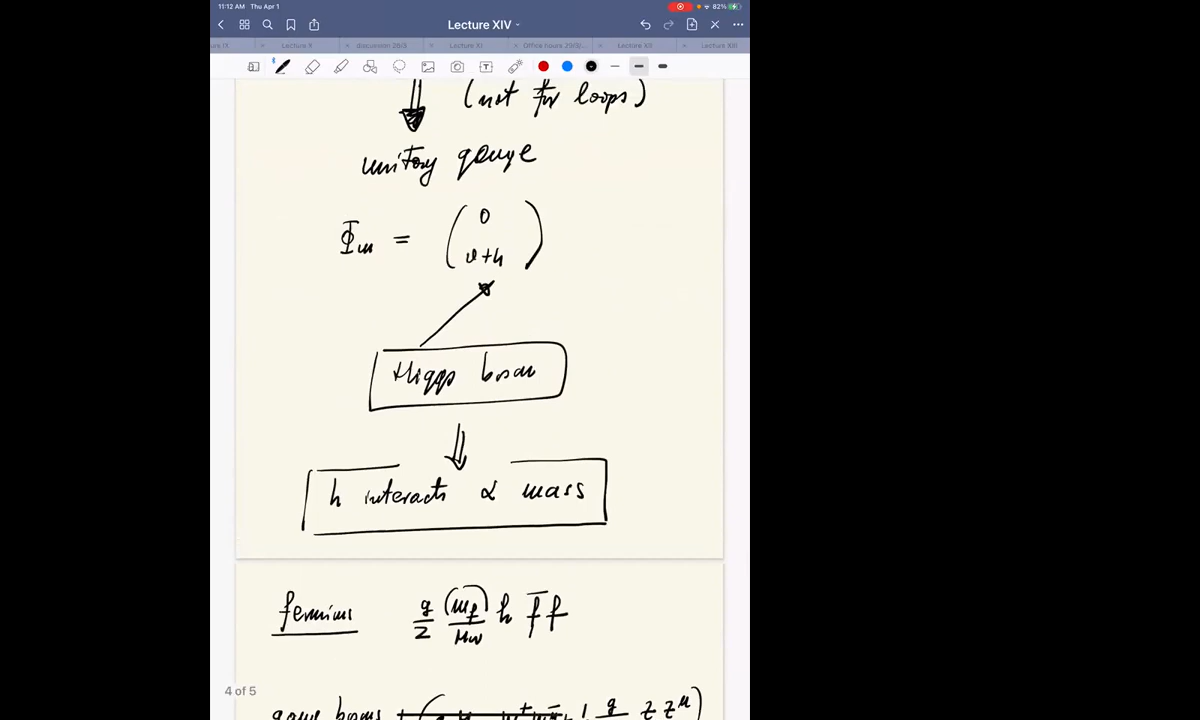 11:12 AM Thu Apr 1
82%
Lecture XIV
Lecture X
discussion 26/3
Lecture XI
Office hours 29/3/...
Lecture XII
Lecture XIII
(not for loops)
unitary gauge
Φ_un = ( 0
v+h )
Higgs boson
h interacts ∝ mass
fermions g/2 (m_f)/M_W h f̄ f
4 of 5
gauge bosons